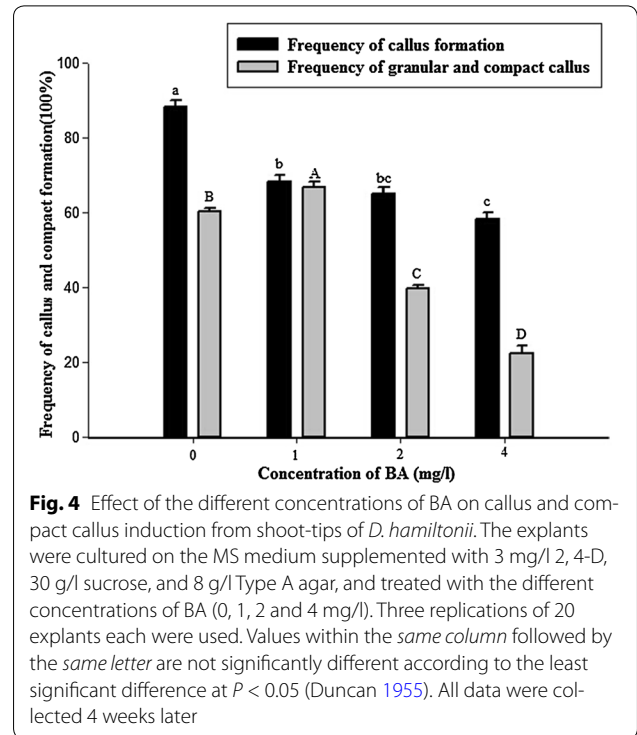 Frequency of callus formation
Frequency of granular and compact callus
Frequency of callus and compact formation(100%)
100
80
60
40
20
0
a
B
b
A
bc
C
c
D
0 1 2 4
Concentration of BA (mg/l)
Fig. 4 Effect of the different concentrations of BA on callus and com-
pact callus induction from shoot-tips of D. hamiltonii. The explants
were cultured on the MS medium supplemented with 3 mg/l 2, 4-D,
30 g/l sucrose, and 8 g/l Type A agar, and treated with the different
concentrations of BA (0, 1, 2 and 4 mg/l). Three replications of 20
explants each were used. Values within the same column followed by
the same letter are not significantly different according to the least
significant difference at P < 0.05 (Duncan 1955). All data were col-
lected 4 weeks later